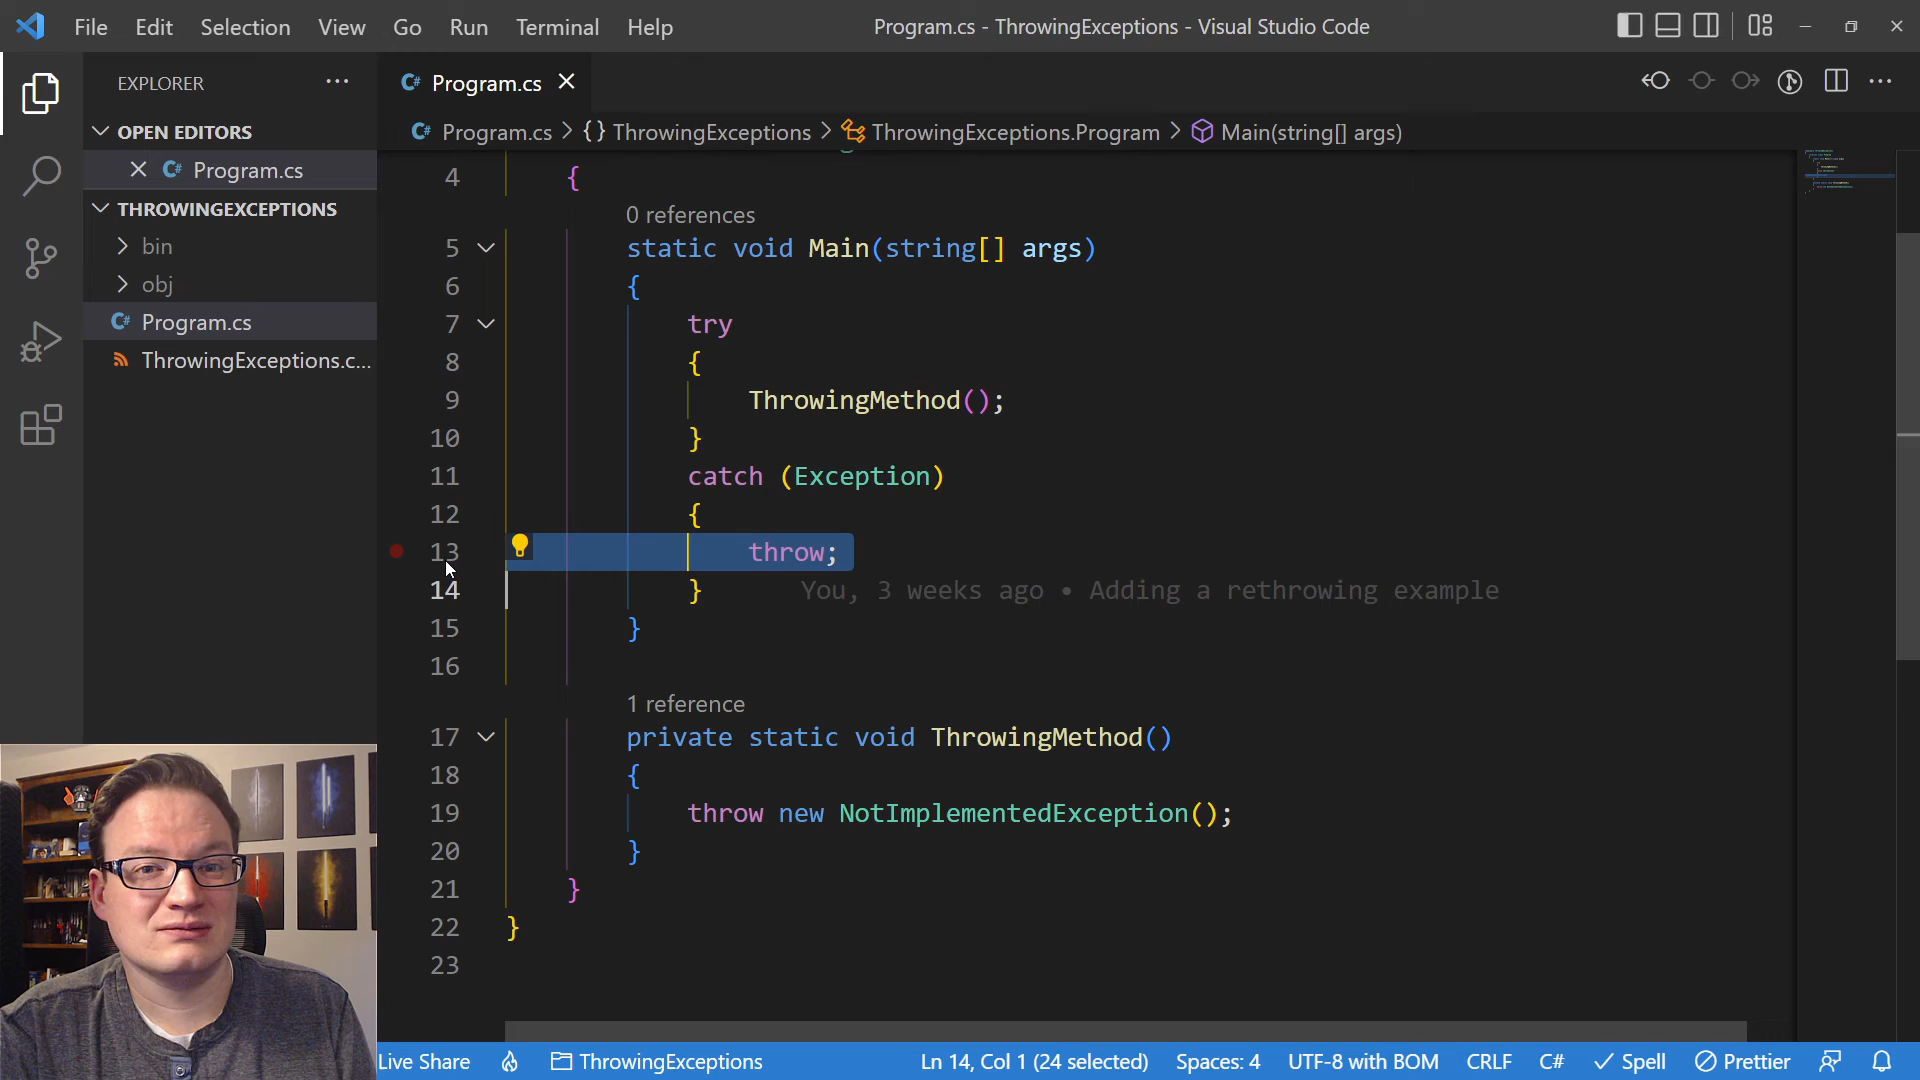 File Edit Selection View Go Run Terminal Help
Program.cs - ThrowingExceptions - Visual Studio Code
EXPLORER
OPEN EDITORS
Program.cs
THROWINGEXCEPTIONS
bin
obj
Program.cs
ThrowingExceptions.c...
Program.cs
Program.cs > {} ThrowingExceptions > ThrowingExceptions.Program > Main(string[] args)
4 {
0 references
5 static void Main(string[] args)
6 {
7 try
8 {
9 ThrowingMethod();
10 }
11 catch (Exception)
12 {
13 throw;
14 } You, 3 weeks ago • Adding a rethrowing example
15 }
16
1 reference
17 private static void ThrowingMethod()
18 {
19 throw new NotImplementedException();
20 }
21 }
22 }
23
Live Share ThrowingExceptions Ln 14, Col 1 (24 selected) Spaces: 4 UTF-8 with BOM CRLF C# Spell Prettier